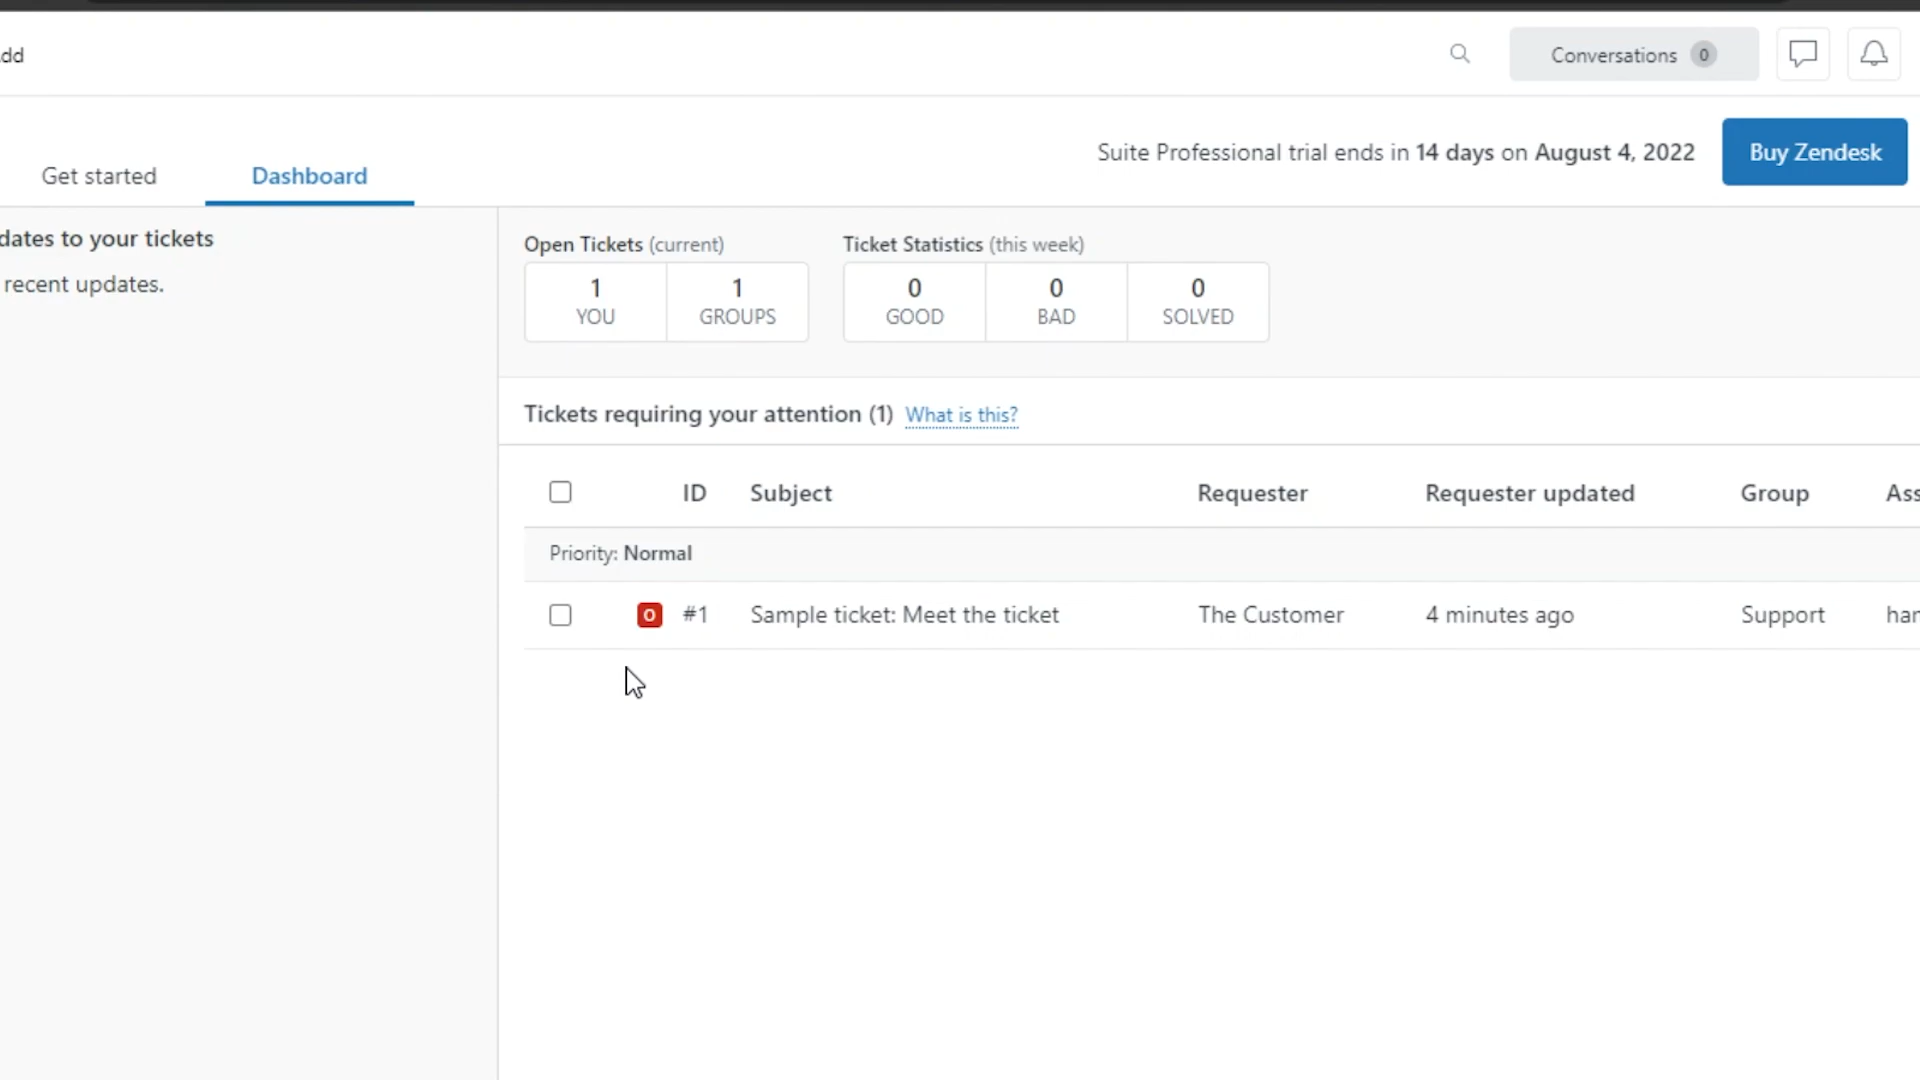 dd
Conversations 0
Suite Professional trial ends in 14 days on August 4, 2022
Buy Zendesk
Get started
Dashboard
dates to your tickets
recent updates.
Open Tickets (current)
1
YOU
1
GROUPS
Ticket Statistics (this week)
0
GOOD
0
BAD
0
SOLVED
Tickets requiring your attention (1) What is this?
ID Subject Requester Requester updated Group Ass
Priority: Normal
O #1 Sample ticket: Meet the ticket The Customer 4 minutes ago Support har